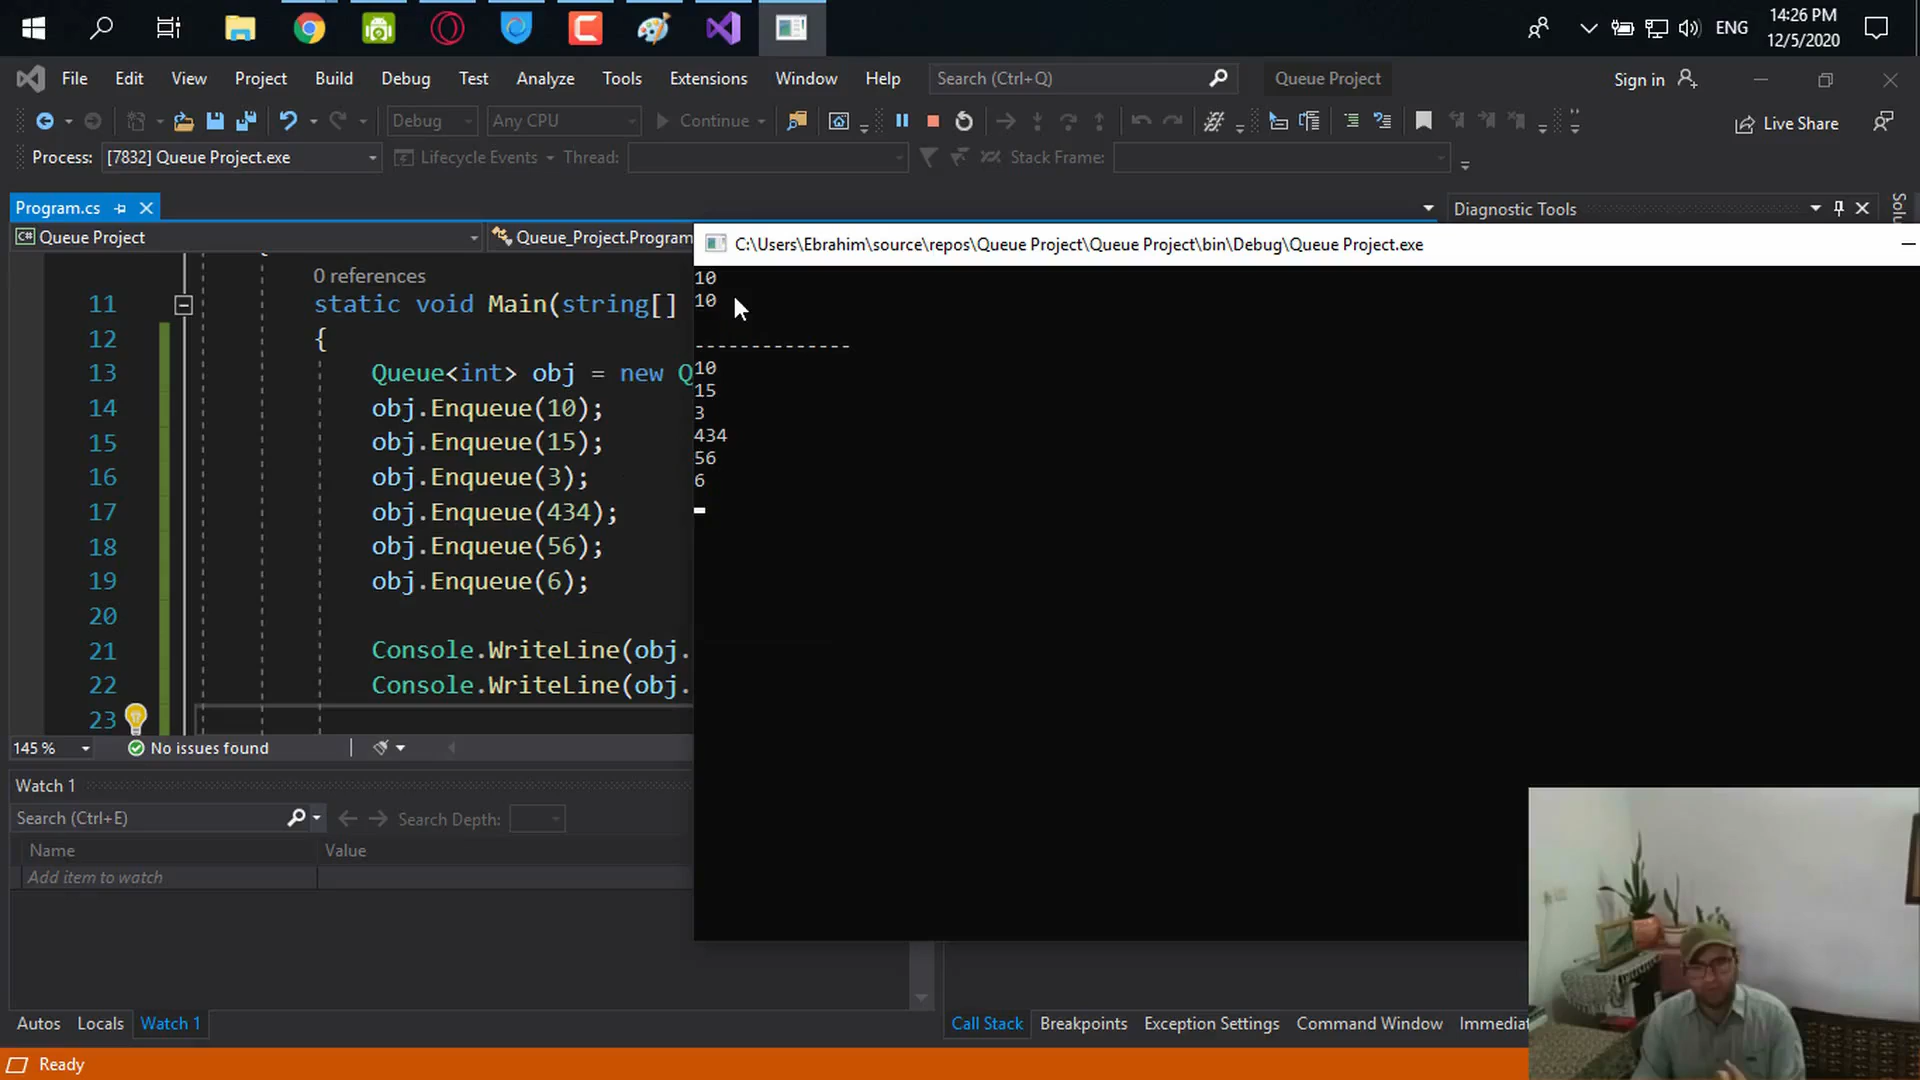 ENG
14:26 PM
12/5/2020
File Edit View Project Build Debug Test Analyze Tools Extensions Window Help Search (Ctrl+Q) Queue Project Sign in
Debug Any CPU Continue Live Share
Process: [7832] Queue Project.exe Lifecycle Events Thread: Stack Frame:
Program.cs
Diagnostic Tools
Queue Project Queue_Project.Program
0 references
11 static void Main(string[]
12 {
13 Queue<int> obj = new Q
14 obj.Enqueue(10);
15 obj.Enqueue(15);
16 obj.Enqueue(3);
17 obj.Enqueue(434);
18 obj.Enqueue(56);
19 obj.Enqueue(6);
20
21 Console.WriteLine(obj.
22 Console.WriteLine(obj.
23
145 % No issues found
C:\Users\Ebrahim\source\repos\Queue Project\Queue Project\bin\Debug\Queue Project.exe
10
10
--------------
10
15
3
434
56
6
Watch 1
Search (Ctrl+E) Search Depth:
Name Value
Add item to watch
Autos Locals Watch 1
Call Stack Breakpoints Exception Settings Command Window Immedia
Ready